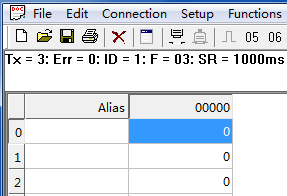 DOC File Edit Connection Setup Functions
05 06
Tx = 3: Err = 0: ID = 1: F = 03: SR = 1000ms
Alias 00000
0 0
1 0
2 0